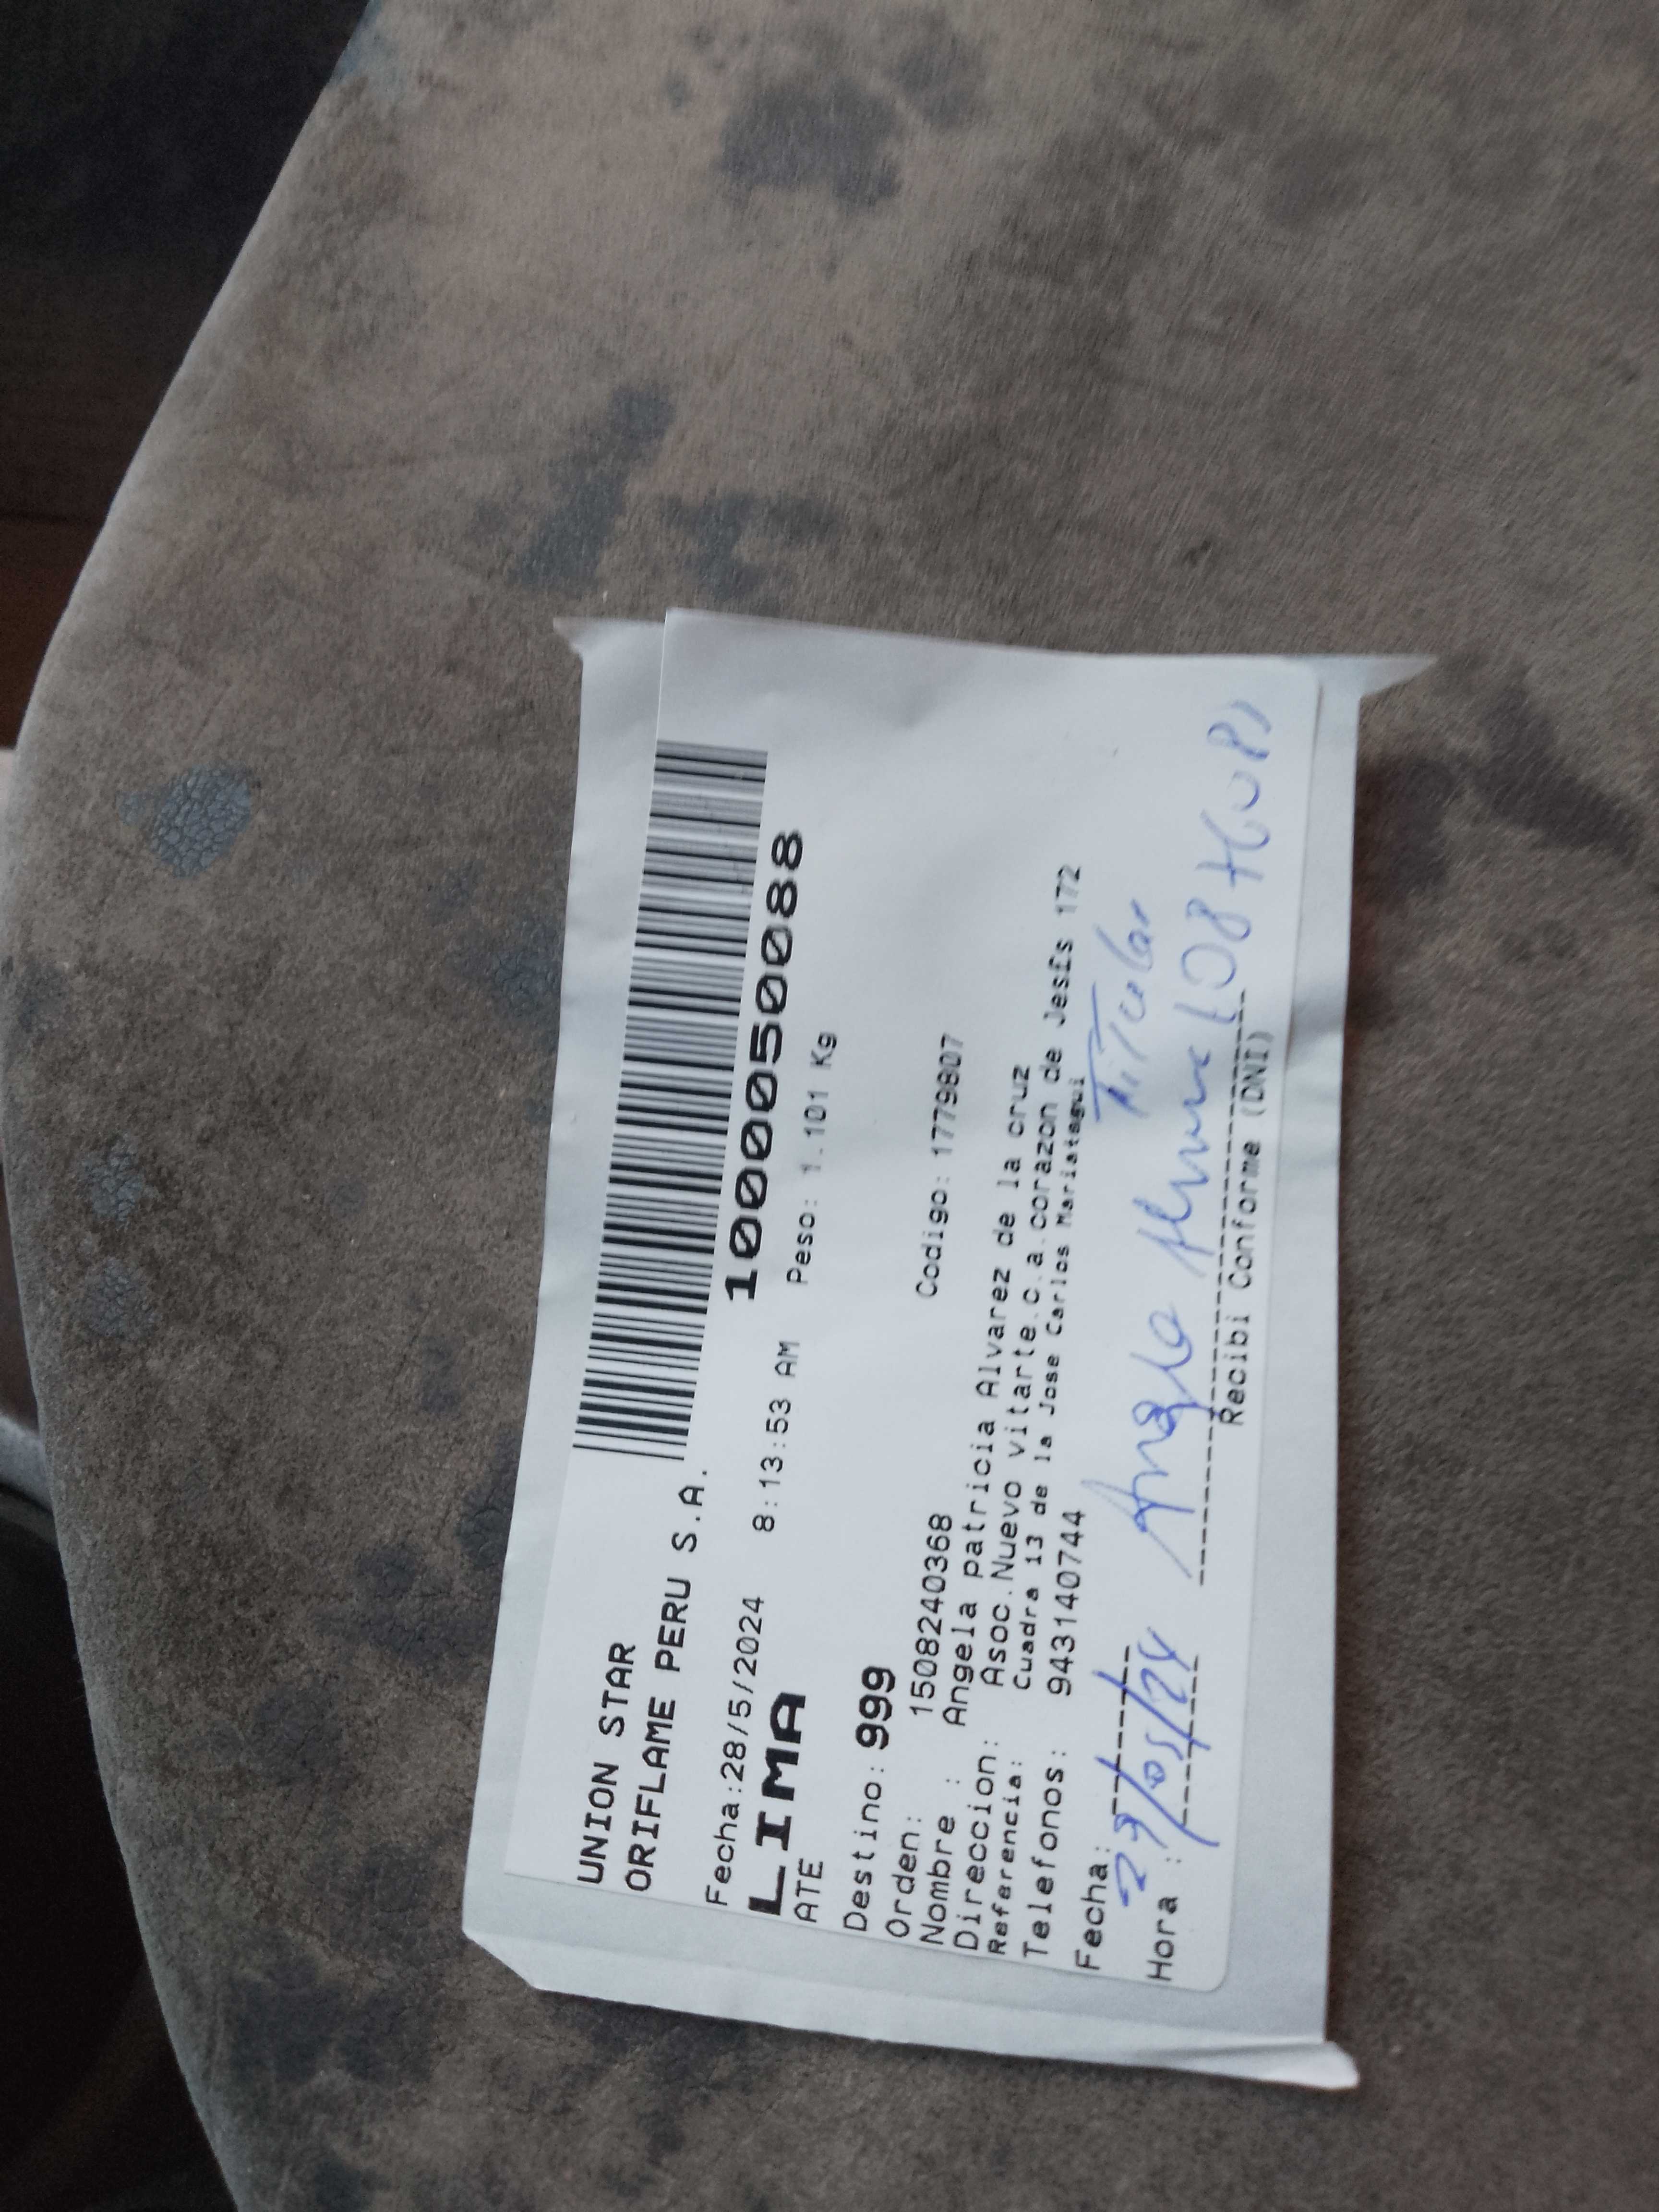 UNION STAR
ORIFLAME PERU S.A.
10000050088
Fecha:28/5/2024 8:13:53 AM Peso: 1.101 Kg
LIMA
ATE
Destino: 999
Orden: 1508240368 Codigo: 1779807
Nombre : Angela patricia Alvarez de la cruz
Direccion: Asoc.Nuevo vitarte.c.a.corazon de Jes£s 172
Referencia: Cuadra 13 de la Jose Carlos Mariategui
Telefonos: 943140744
Titular
Fecha: 29/05/24
Angela
Hora :
Recibi Conforme (DNI)